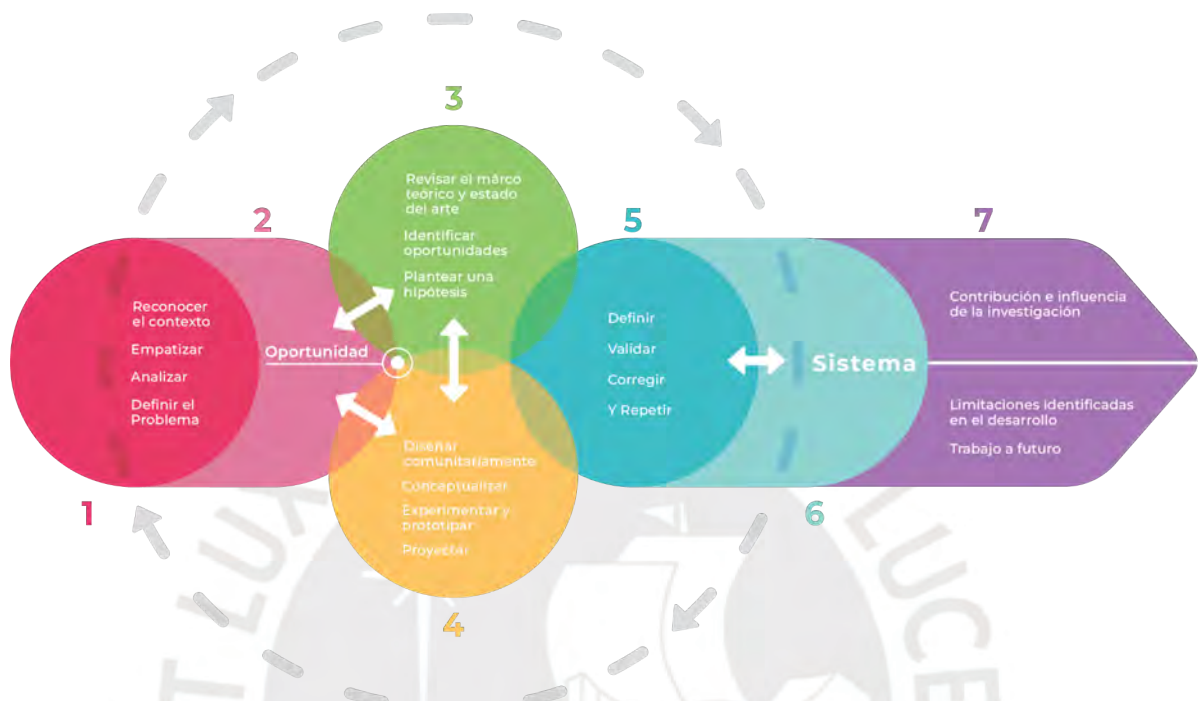 1
Reconocer
el contexto
Empatizar
Analizar
Definir el
Problema
2
Oportunidad
3
Revisar el marco
teórico y estado
del arte
Identificar
oportunidades
Plantear una
hipótesis
4
Diseñar
comunitariamente
Conceptualizar
Experimentar y
prototipar
Proyectar
5
Definir
Validar
Corregir
Y Repetir
6
Sistema
7
Contribución e influencia
de la investigación
Limitaciones identificadas
en el desarrollo
Trabajo a futuro
T LUX
LUCE